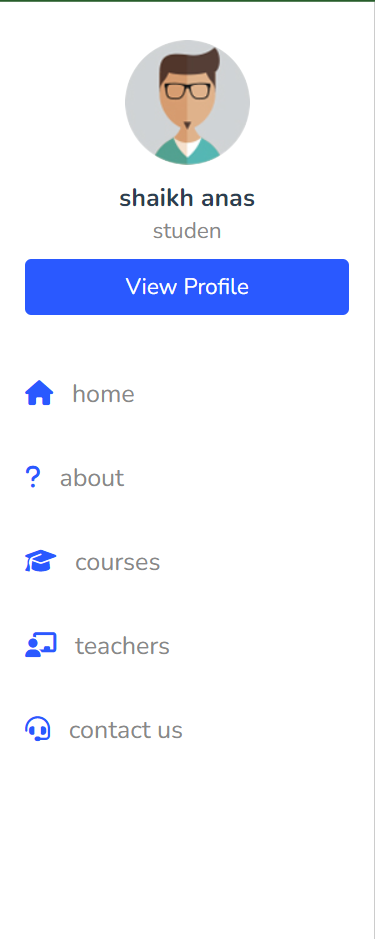 shaikh anas
studen
View Profile
home
about
courses
teachers
contact us